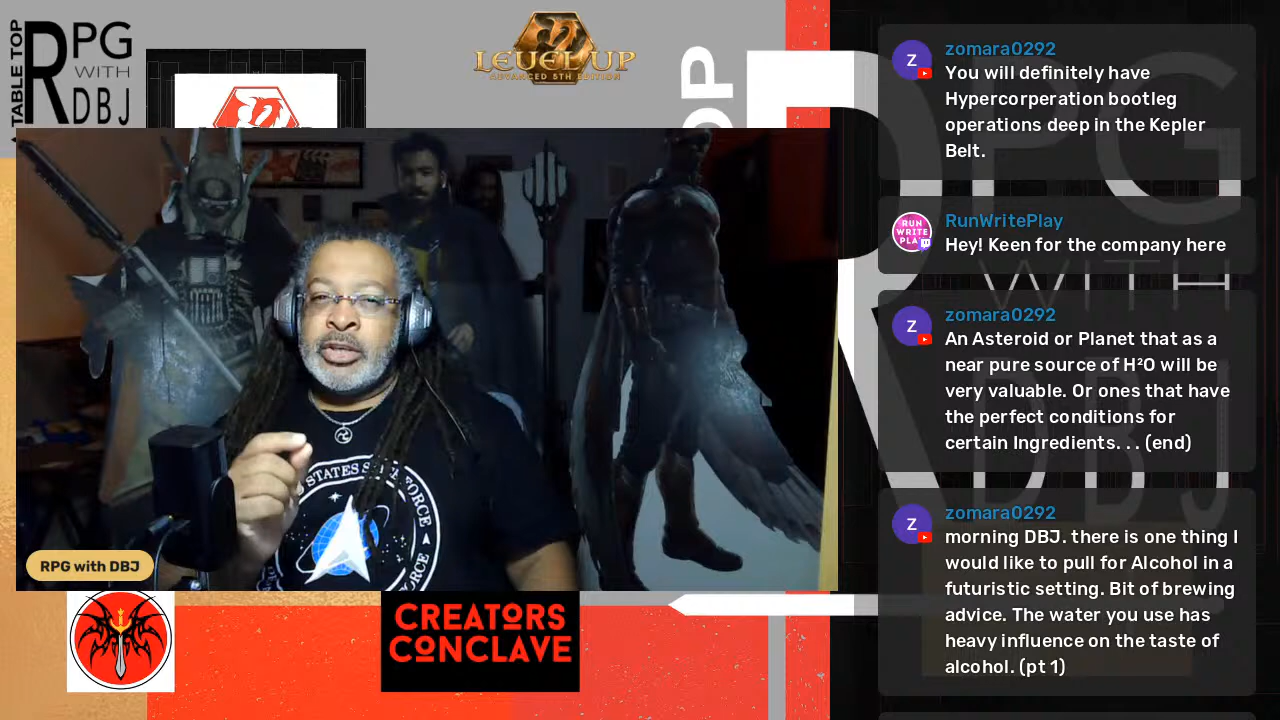 TABLE TOP
RPG
WITH
DBJ
LEVEL UP
ADVANCED 5TH EDITION
OP
STATES SPACE FORCE
RPG with DBJ
CREATORS
CONCLAVE
zomara0292
You will definitely have
Hypercorperation bootleg
operations deep in the Kepler
Belt.
RUN
WRITE
PLAY
RunWritePlay
Hey! Keen for the company here
Z
zomara0292
An Asteroid or Planet that as a
near pure source of H²O will be
very valuable. Or ones that have
the perfect conditions for
certain Ingredients. . . (end)
Z
zomara0292
morning DBJ. there is one thing I
would like to pull for Alcohol in a
futuristic setting. Bit of brewing
advice. The water you use has
heavy influence on the taste of
alcohol. (pt 1)